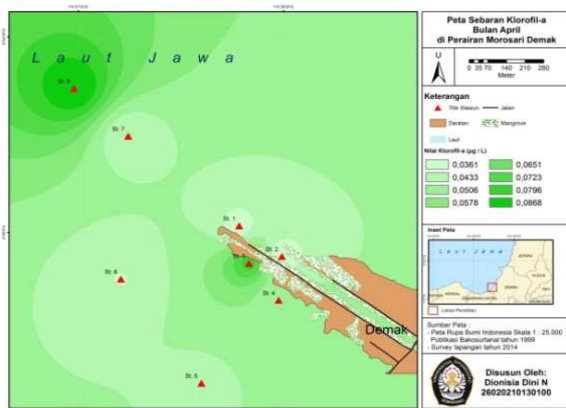 Laut Jawa
St. 8
St. 7
St. 1
St. 2
St. 3
St. 6
St. 4
St. 5
Demak
Peta Sebaran Klorofil-a
Bulan April
di Perairan Morosari Demak
U
0 35 70 140 210 280
Meter
Keterangan
Titik Stasiun
Jalan
Daratan
Mangrove
Laut
Nilai Klorofil-a (µg / L)
0,0361 0,0651
0,0433 0,0723
0,0506 0,0796
0,0578 0,0868
Inset Peta
Laut Jawa
Lokasi Penelitian
Sumber Peta :
- Peta Rupa Bumi Indonesia Skala 1 : 25.000
Publikasi Bakosurtanal tahun 1999
- Survey lapangan tahun 2014
Disusun Oleh:
Dionisia Dini N
26020210130100